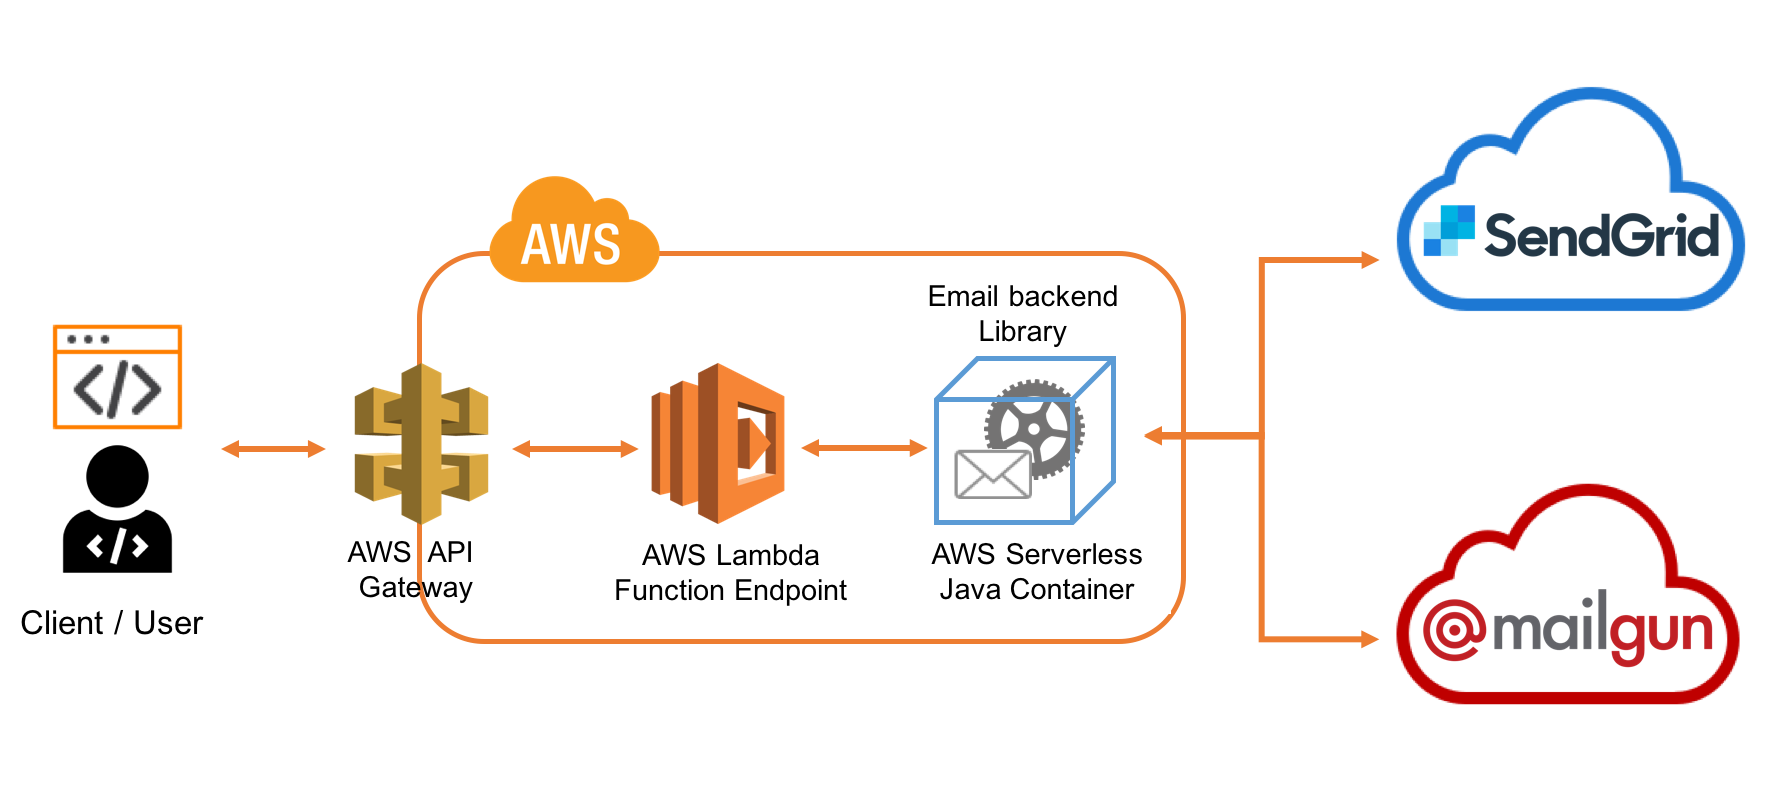 AWS
SendGrid
Email backend
Library
</>
</>
AWS API
Gateway
AWS Lambda
Function Endpoint
AWS Serverless
Java Container
Client / User
@mailgun